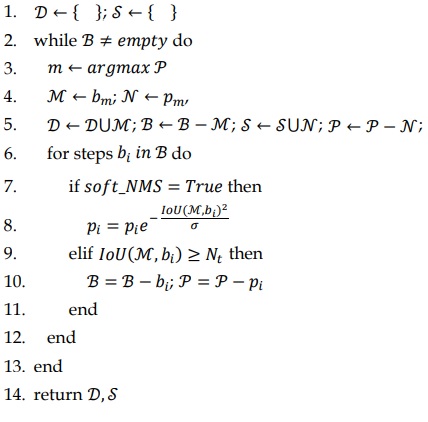 1. 𝒟 ← { }; 𝒮 ← { }
2. while ℬ ≠ empty do
3. m ← argmax 𝒫
4. ℳ ← b_m; 𝒩 ← p_m,
5. 𝒟 ← 𝒟⋃ℳ; ℬ ← ℬ − ℳ; 𝒮 ← 𝒮⋃𝒩; 𝒫 ← 𝒫 − 𝒩;
6. for steps b_i in ℬ do
7. if soft_NMS = True then
8. p_i = p_i e^{−\frac{IoU(ℳ,b_i)^2}{σ}}
9. elif IoU(ℳ, b_i) ≥ N_t then
10. ℬ = ℬ − b_i; 𝒫 = 𝒫 − p_i
11. end
12. end
13. end
14. return 𝒟, 𝒮